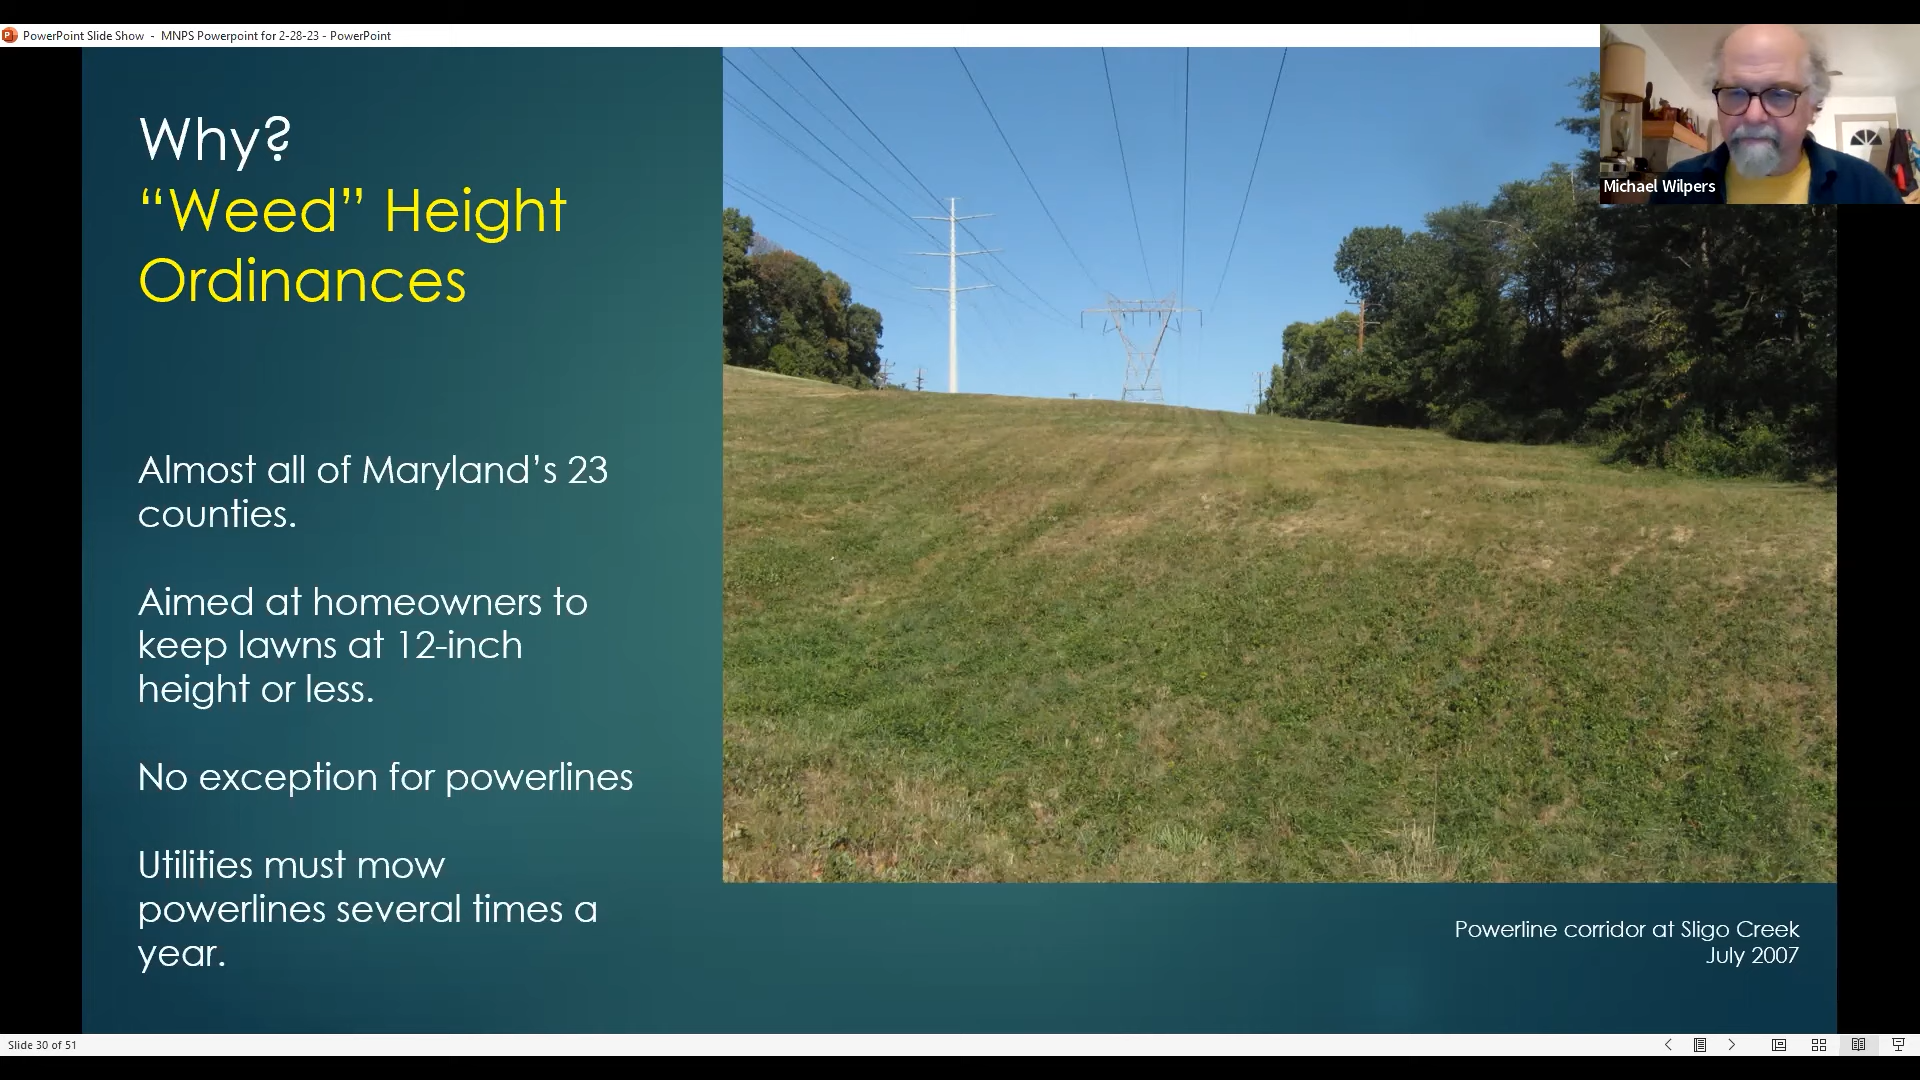 PowerPoint Slide Show - MNPS Powerpoint for 2-28-23 - PowerPoint
Michael Wilpers
Why?
“Weed” Height
Ordinances
Almost all of Maryland’s 23
counties.
Aimed at homeowners to
keep lawns at 12-inch
height or less.
No exception for powerlines
Utilities must mow
powerlines several times a
year.
Powerline corridor at Sligo Creek
July 2007
Slide 30 of 51